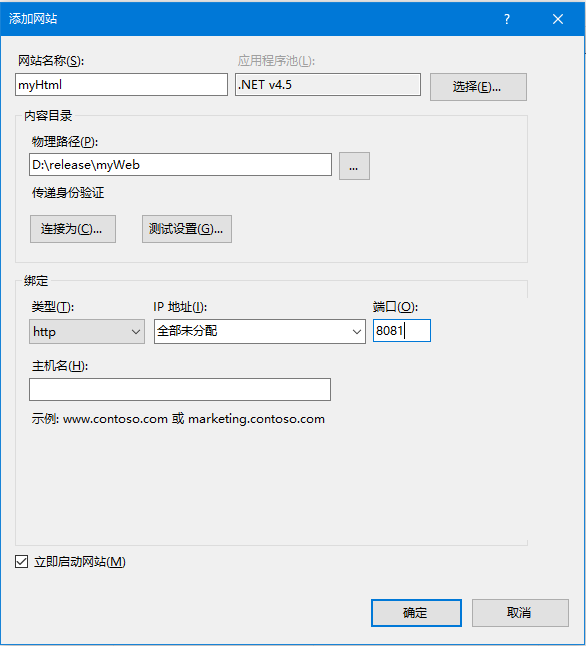 添加网站 ?
网站名称(S): 应用程序池(L):
myHtml .NET v4.5 选择(E)...
内容目录
物理路径(P):
D:\release\myWeb ...
传递身份验证
连接为(C)... 测试设置(G)...
绑定
类型(T): IP 地址(I): 端口(O):
http 全部未分配 8081
主机名(H):
示例: www.contoso.com 或 marketing.contoso.com
立即启动网站(M)
确定 取消